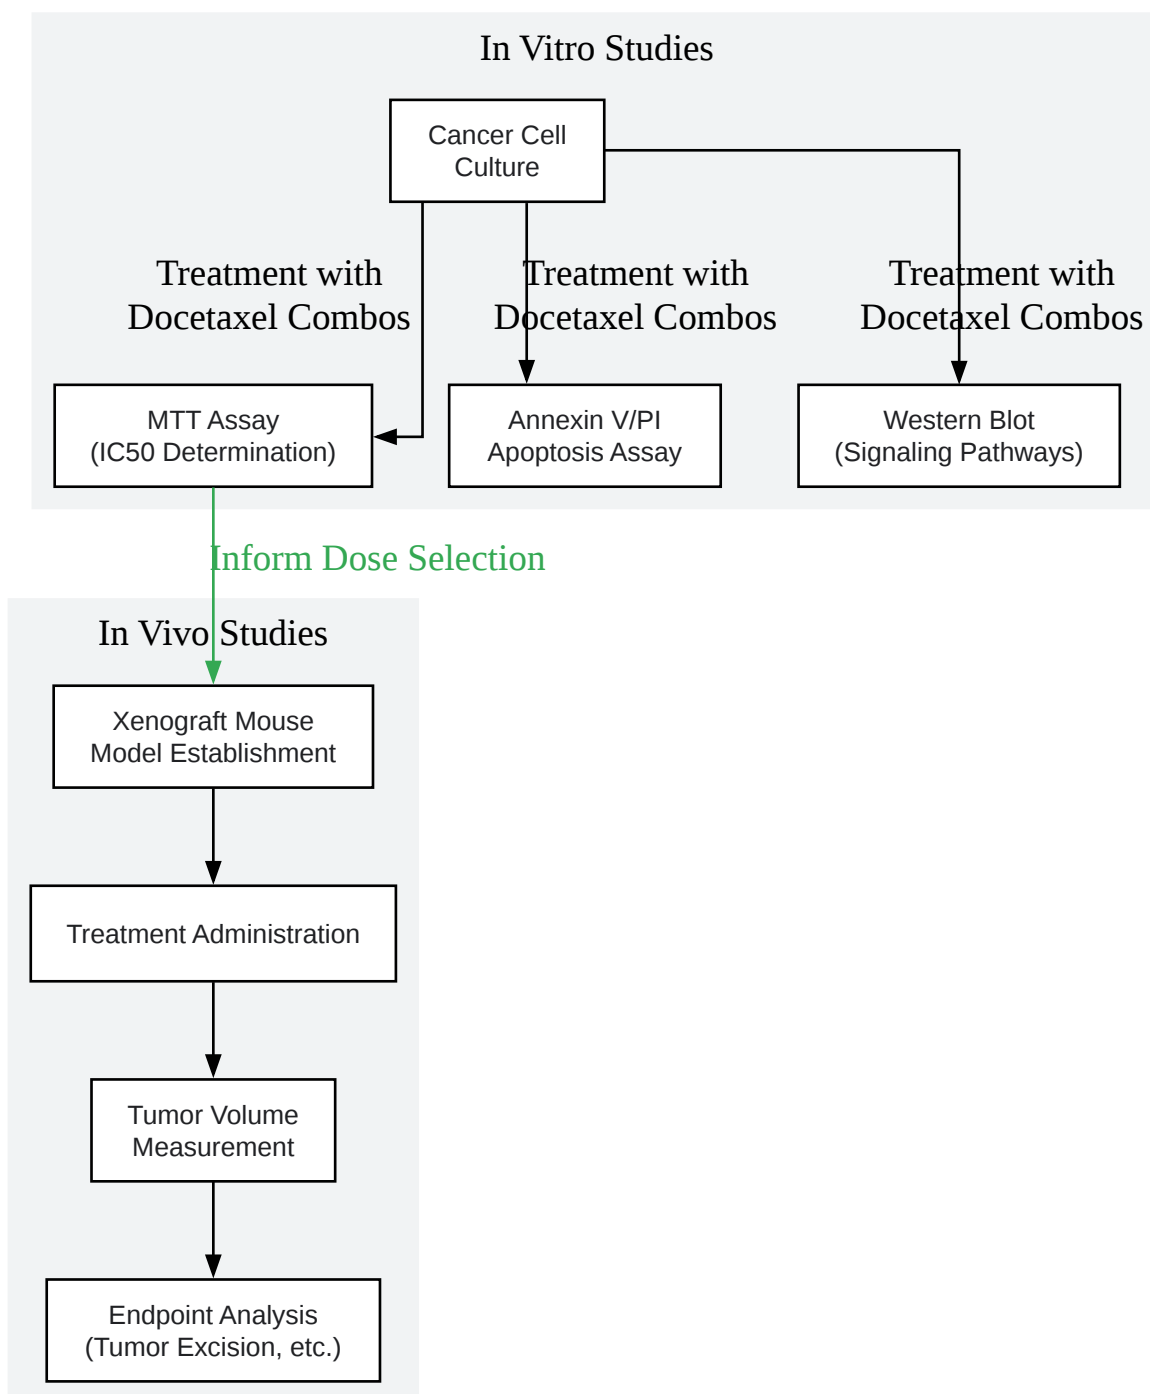 In Vitro Studies
Cancer Cell
Culture
Treatment with
Docetaxel Combos
Treatment with
Docetaxel Combos
Treatment with
Docetaxel Combos
MTT Assay
(IC50 Determination)
Annexin V/PI
Apoptosis Assay
Western Blot
(Signaling Pathways)
Inform Dose Selection
In Vivo Studies
Xenograft Mouse
Model Establishment
Treatment Administration
Tumor Volume
Measurement
Endpoint Analysis
(Tumor Excision, etc.)